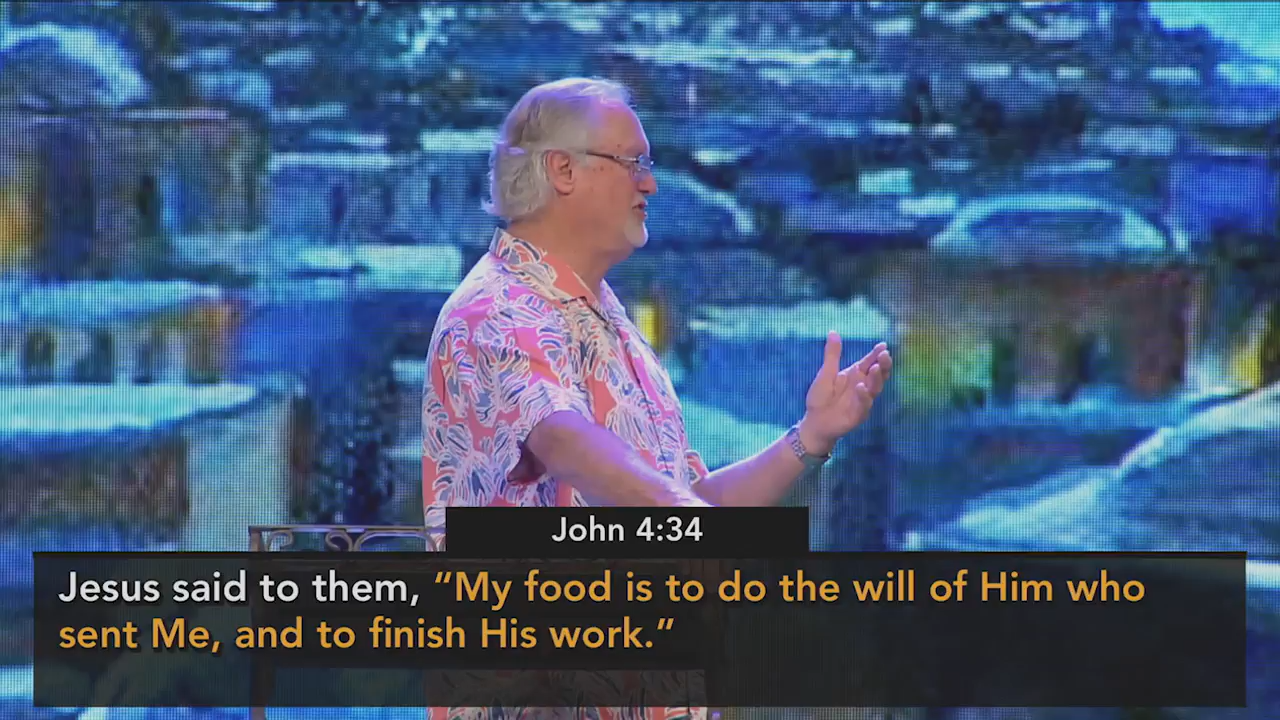 John 4:34
Jesus said to them, “My food is to do the will of Him who
sent Me, and to finish His work.”